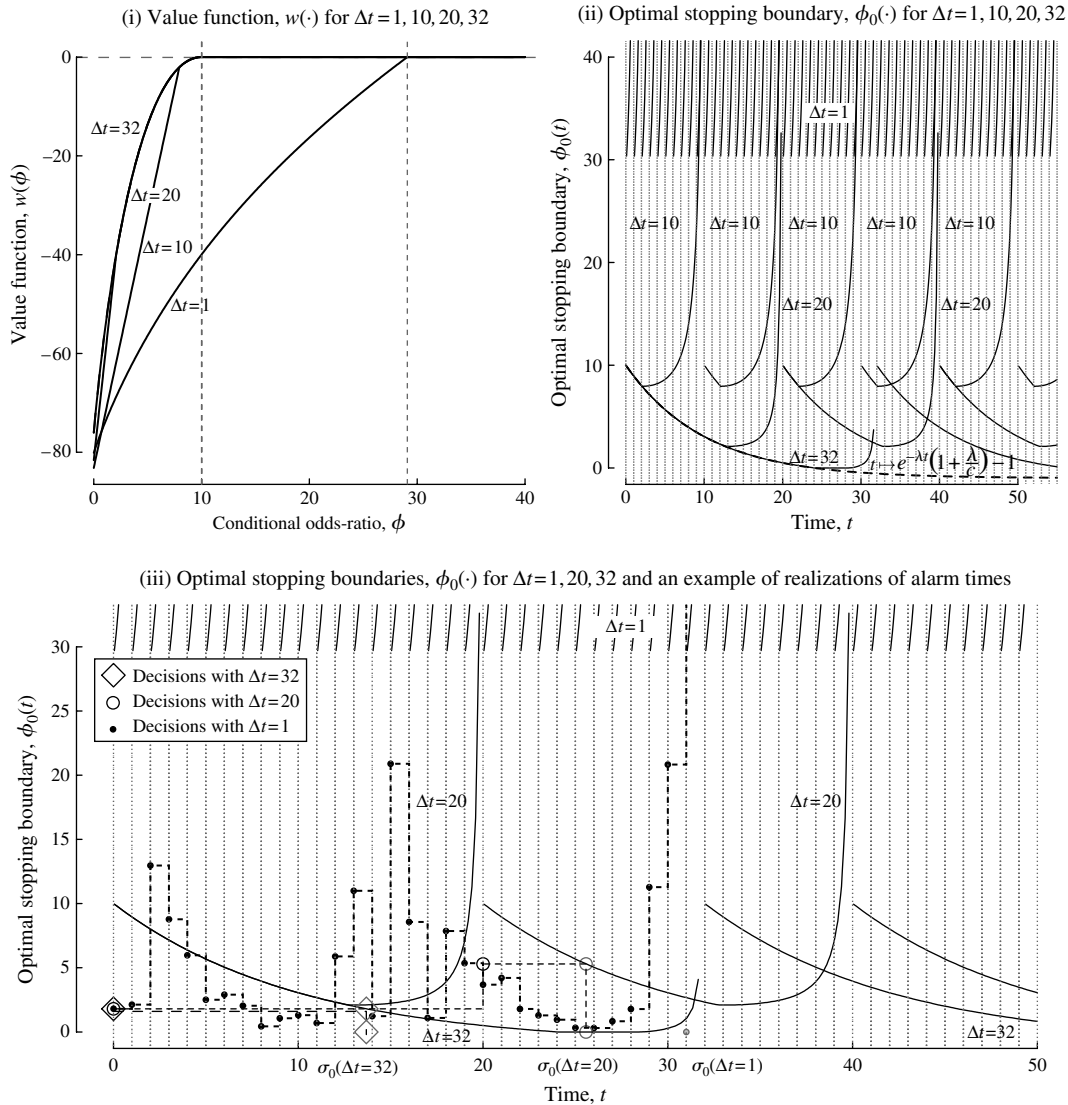 (i) Value function, w(·) for Δt=1, 10, 20, 32
Value function, w(φ)
0
−20
−40
−60
−80
Δt=32
Δt=20
Δt=10
Δt=1
0 10 20 30 40
Conditional odds-ratio, φ
(ii) Optimal stopping boundary, φ₀(·) for Δt=1, 10, 20, 32
Optimal stopping boundary, φ₀(t)
40
30
20
10
0
Δt=1
Δt=10 Δt=10 Δt=10 Δt=10 Δt=10
Δt=20 Δt=20
Δt=32
t↦e^{−λt}(1+λ/c)−1
0 10 20 30 40 50
Time, t
(iii) Optimal stopping boundaries, φ₀(·) for Δt=1, 20, 32 and an example of realizations of alarm times
Optimal stopping boundary, φ₀(t)
30
25
20
15
10
5
0
Δt=1
Decisions with Δt=32
Decisions with Δt=20
Decisions with Δt=1
Δt=20 Δt=20
Δt=32 Δt=32
0 10 20 30 40 50
σ₀(Δt=32) σ₀(Δt=20) σ₀(Δt=1)
Time, t